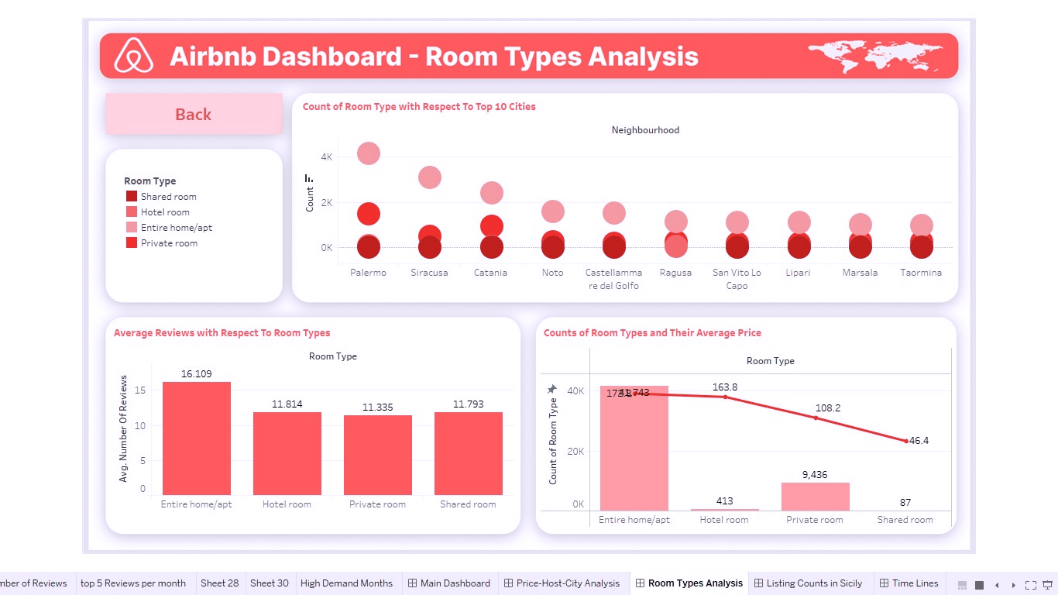 Airbnb Dashboard - Room Types Analysis
Back
Room Type
Shared room
Hotel room
Entire home/apt
Private room
Count of Room Type with Respect To Top 10 Cities
Neighbourhood
Count
4K
2K
0K
Palermo
Siracusa
Catania
Noto
Castellamma
re del Golfo
Ragusa
San Vito Lo
Capo
Lipari
Marsala
Taormina
Average Reviews with Respect To Room Types
Room Type
Avg. Number Of Reviews
15
10
5
0
16.109
11.814
11.335
11.793
Entire home/apt
Hotel room
Private room
Shared room
Counts of Room Types and Their Average Price
Room Type
Count of Room Type
40K
20K
0K
41,743
163.8
108.2
46.4
413
9,436
87
Entire home/apt
Hotel room
Private room
Shared room
mber of Reviews
top 5 Reviews per month
Sheet 28
Sheet 30
High Demand Months
Main Dashboard
Price-Host-City Analysis
Room Types Analysis
Listing Counts in Sicily
Time Lines